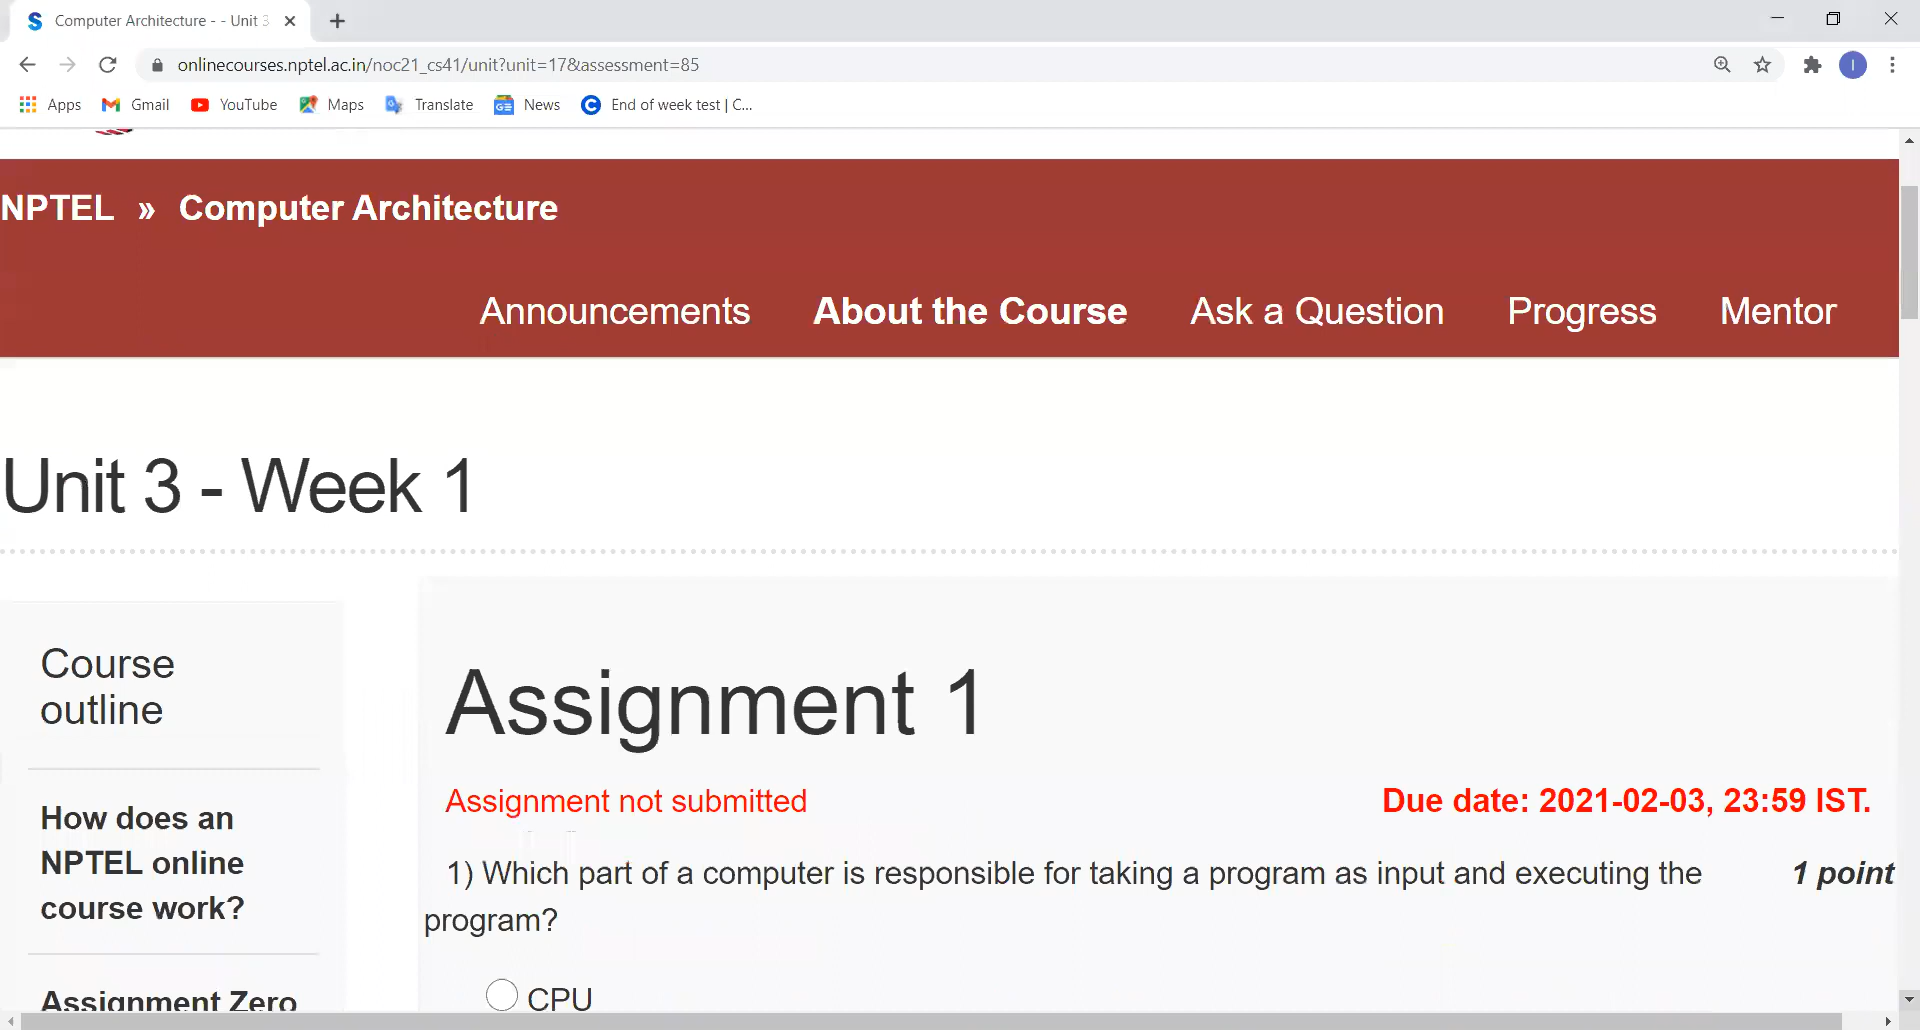 Computer Architecture - - Unit 3
onlinecourses.nptel.ac.in/noc21_cs41/unit?unit=17&assessment=85
I
Apps Gmail YouTube Maps Translate News End of week test | C...
NPTEL » Computer Architecture
Announcements About the Course Ask a Question Progress Mentor
Unit 3 - Week 1
Course
outline
How does an
NPTEL online
course work?
Assignment Zero
Assignment 1
Assignment not submitted Due date: 2021-02-03, 23:59 IST.
1) Which part of a computer is responsible for taking a program as input and executing the 1 point
program?
CPU